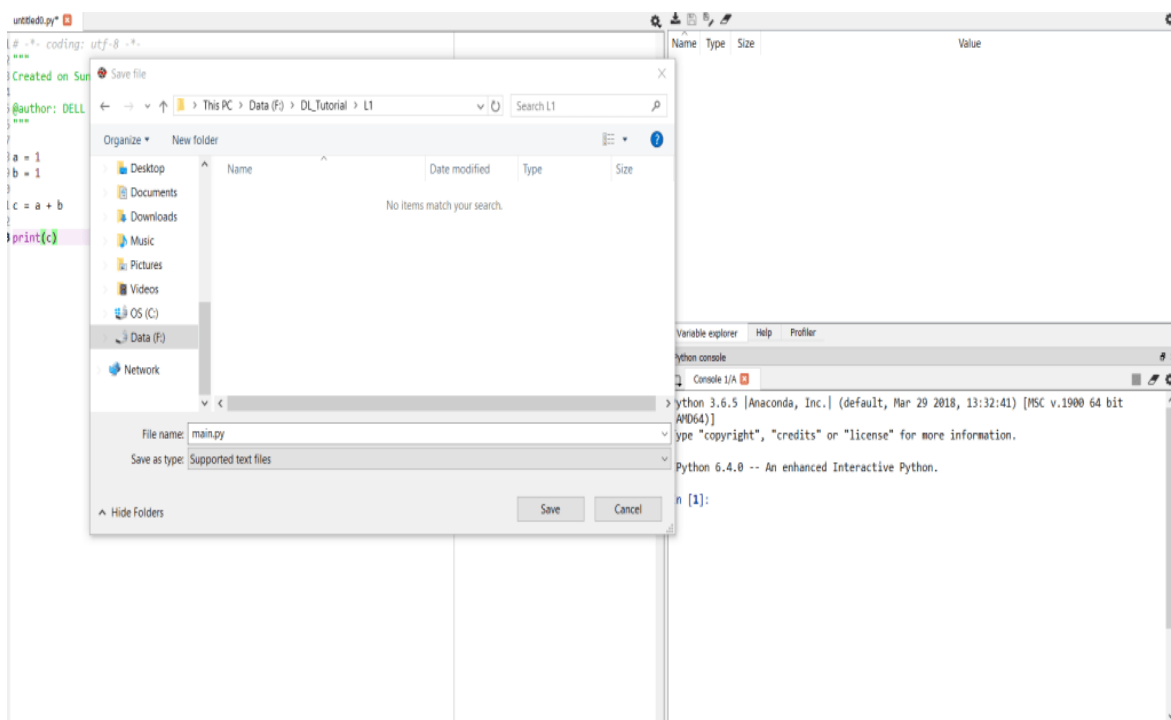 untitled0.py*
# -*- coding: utf-8 -*-
"""
Created on Sun
@author: DELL
"""
a = 1
b = 1
c = a + b
print(c)
Save file
This PC > Data (F:) > DL_Tutorial > L1
Search L1
Organize
New folder
Name Date modified Type Size
No items match your search.
Desktop
Documents
Downloads
Music
Pictures
Videos
OS (C:)
Data (F:)
Network
File name: main.py
Save as type: Supported text files
Hide Folders
Save
Cancel
Name Type Size Value
Variable explorer Help Profiler
Python console
Console 1/A
ython 3.6.5 |Anaconda, Inc.| (default, Mar 29 2018, 13:32:41) [MSC v.1900 64 bit
AMD64)]
ype "copyright", "credits" or "license" for more information.
Python 6.4.0 -- An enhanced Interactive Python.
n [1]: